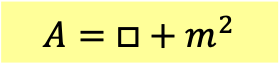 A = □ + m²